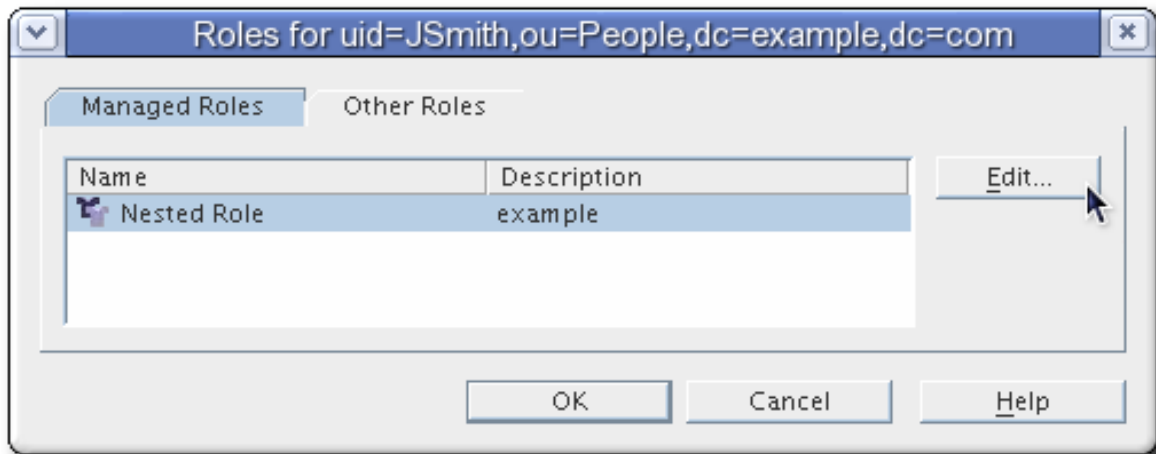 Roles for uid=JSmith,ou=People,dc=example,dc=com
Managed Roles Other Roles
Name Description Edit...
Nested Role example
OK Cancel Help